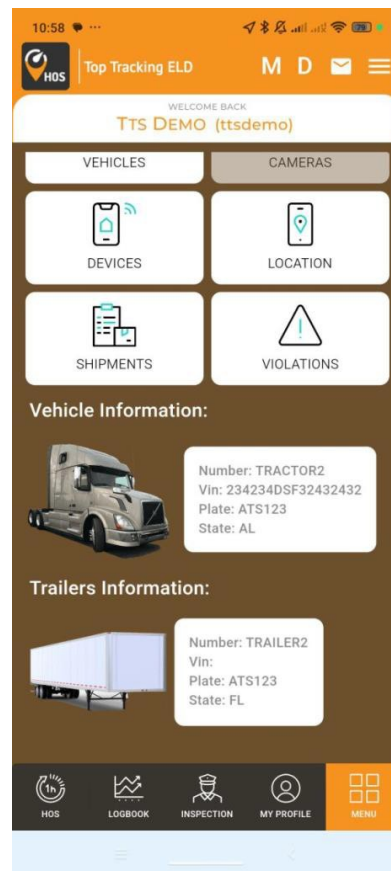 10:58
HOS
Top Tracking ELD
M D
WELCOME BACK
TTS DEMO (ttsdemo)
VEHICLES
CAMERAS
DEVICES
LOCATION
SHIPMENTS
VIOLATIONS
Vehicle Information:
Number: TRACTOR2
Vin: 234234DSF32432432
Plate: ATS123
State: AL
Trailers Information:
Number: TRAILER2
Vin:
Plate: ATS123
State: FL
1h
HOS
LOGBOOK
INSPECTION
MY PROFILE
MENU